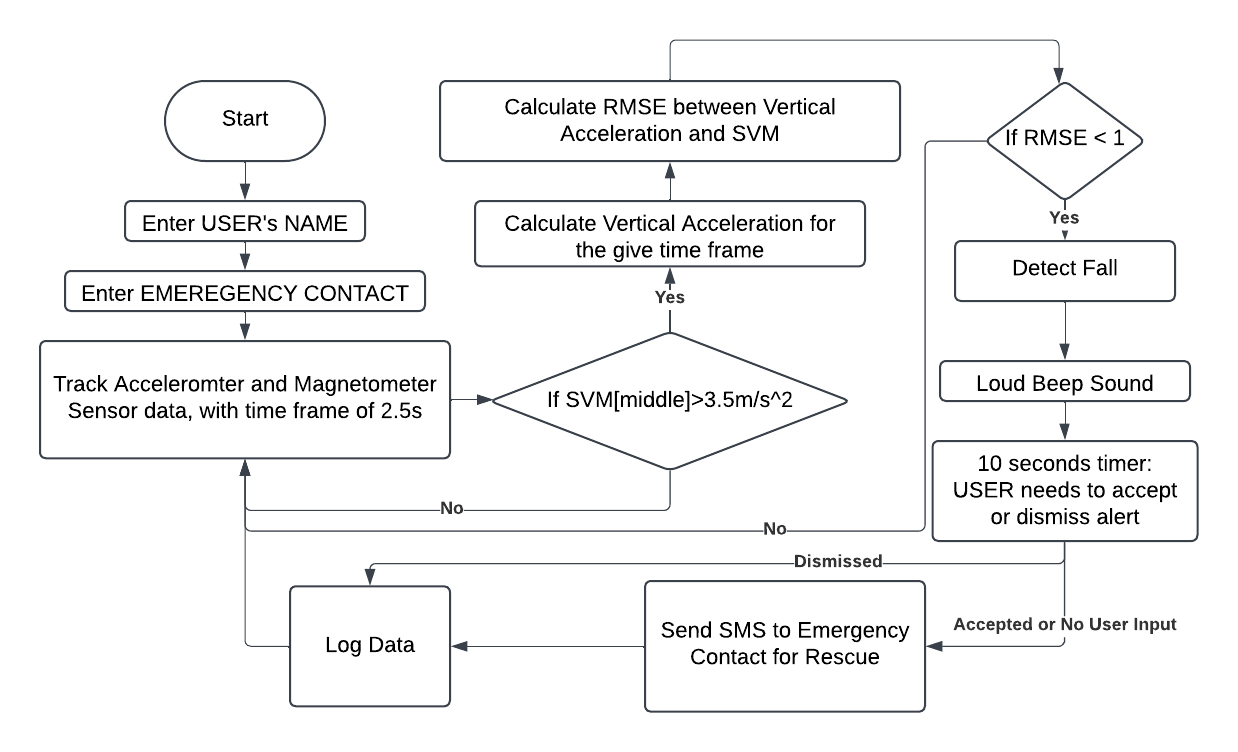 Start
Enter USER's NAME
Enter EMEREGENCY CONTACT
Track Acceleromter and Magnetometer
Sensor data, with time frame of 2.5s
If SVM[middle]>3.5m/s^2
No
Yes
Calculate Vertical Acceleration for
the give time frame
Calculate RMSE between Vertical
Acceleration and SVM
If RMSE < 1
No
Yes
Detect Fall
Loud Beep Sound
10 seconds timer:
USER needs to accept
or dismiss alert
Dismissed
Accepted or No User Input
Send SMS to Emergency
Contact for Rescue
Log Data